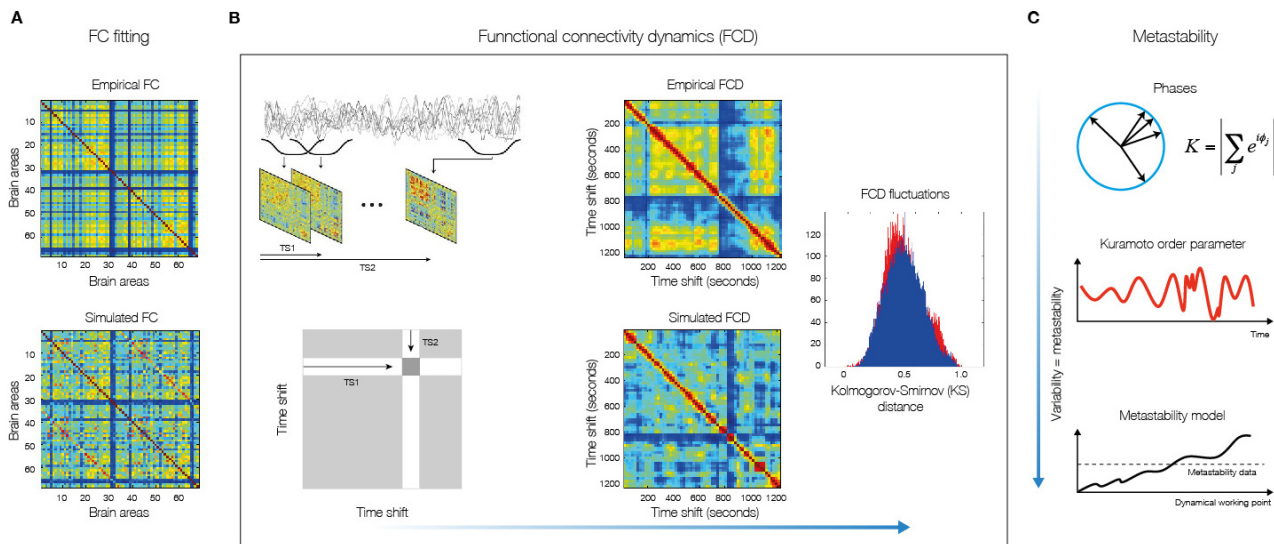 A
FC fitting
Empirical FC
Brain areas
10
20
30
40
50
60
10 20 30 40 50 60
Brain areas
Simulated FC
Brain areas
10
20
30
40
50
60
10 20 30 40 50 60
Brain areas
B
Funnctional connectivity dynamics (FCD)
TS1
TS2
Time shift
TS2
TS1
Time shift
Empirical FCD
Time shift (seconds)
200
400
600
800
1000
1200
200 400 600 800 1000 1200
Time shift (seconds)
Simulated FCD
Time shift (seconds)
200
400
600
800
1000
1200
200 400 600 800 1000 1200
Time shift (seconds)
FCD fluctuations
120
100
80
60
40
20
0
0 0.5 1.0
Kolmogorov-Smirnov (KS)
distance
C
Metastability
Variability = metastability
Phases
K = | ∑ j e^{iϕ_j} |
Kuramoto order parameter
Time
Metastability model
Metastability data
Dynamical working point